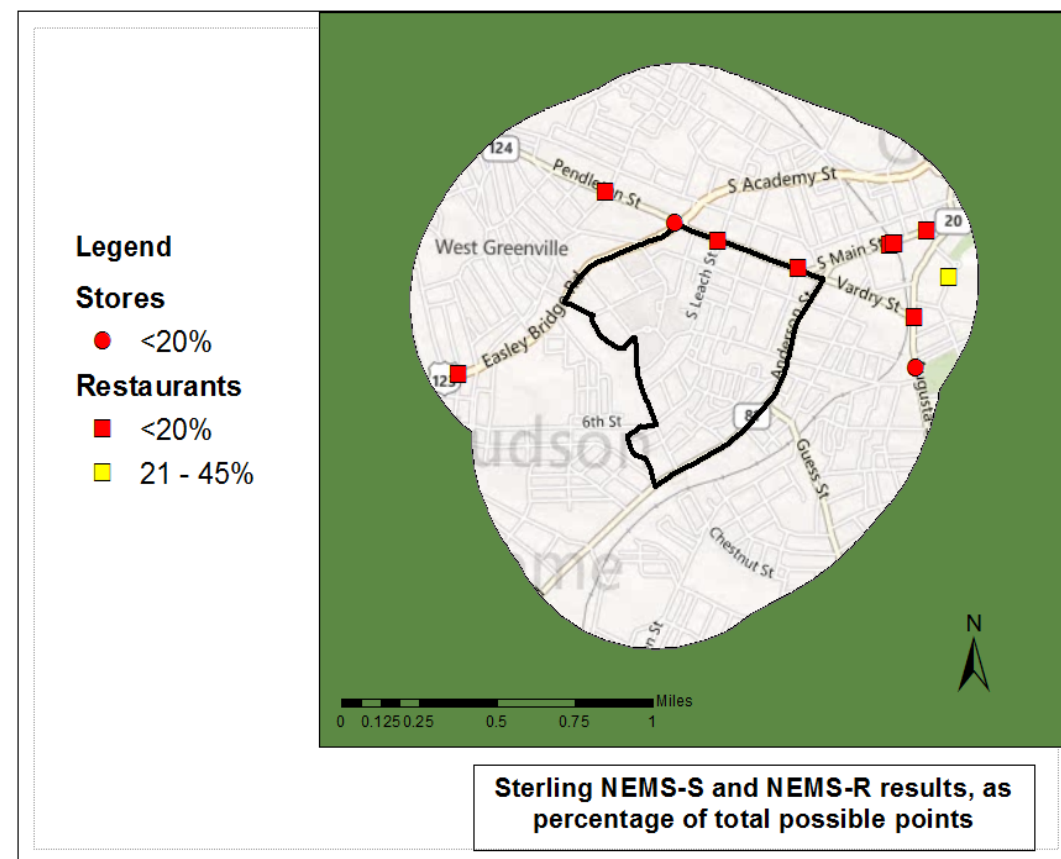 Legend
Stores
<20%
Restaurants
<20%
21 - 45%
124
Pendleton St
S Academy St
20
West Greenville
S Leach St
S Main St
Vardry St
Easley Bridge Rd
Anderson St
123
6th St
Guess St
Chestnut St
N
Miles
0 0.125 0.25 0.5 0.75 1
Sterling NEMS-S and NEMS-R results, as
percentage of total possible points